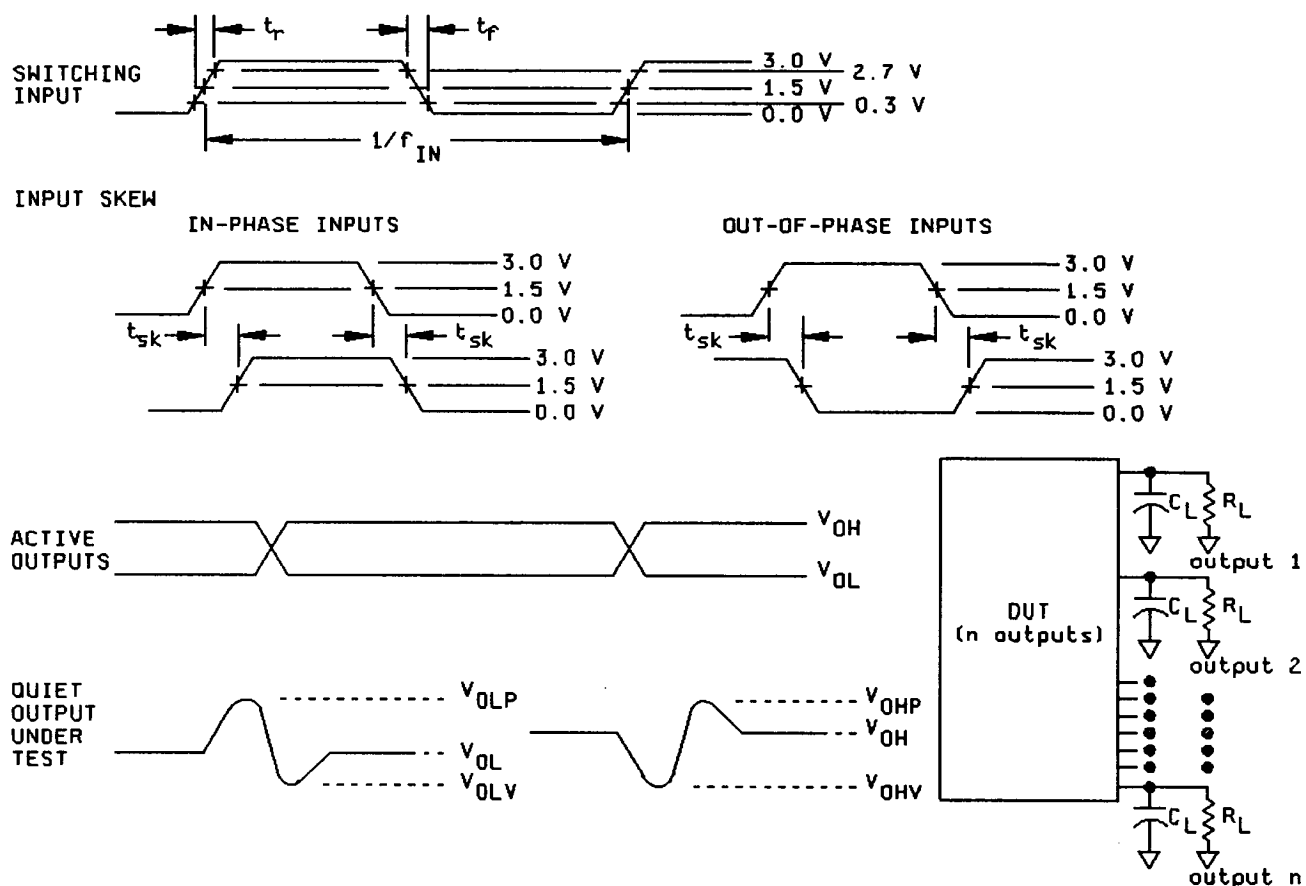 t_r
t_f
SWITCHING
INPUT
3.0 V
2.7 V
1.5 V
0.3 V
0.0 V
1/f_IN
INPUT SKEW
IN-PHASE INPUTS
OUT-OF-PHASE INPUTS
3.0 V
1.5 V
0.0 V
t_sk
t_sk
3.0 V
1.5 V
0.0 V
3.0 V
1.5 V
0.0 V
t_sk
t_sk
3.0 V
1.5 V
0.0 V
ACTIVE
OUTPUTS
V_OH
V_OL
QUIET
OUTPUT
UNDER
TEST
V_OLP
V_OL
V_OLV
V_OHP
V_OH
V_OHV
DUT
(n outputs)
C_L
R_L
output 1
C_L
R_L
output 2
C_L
R_L
output n